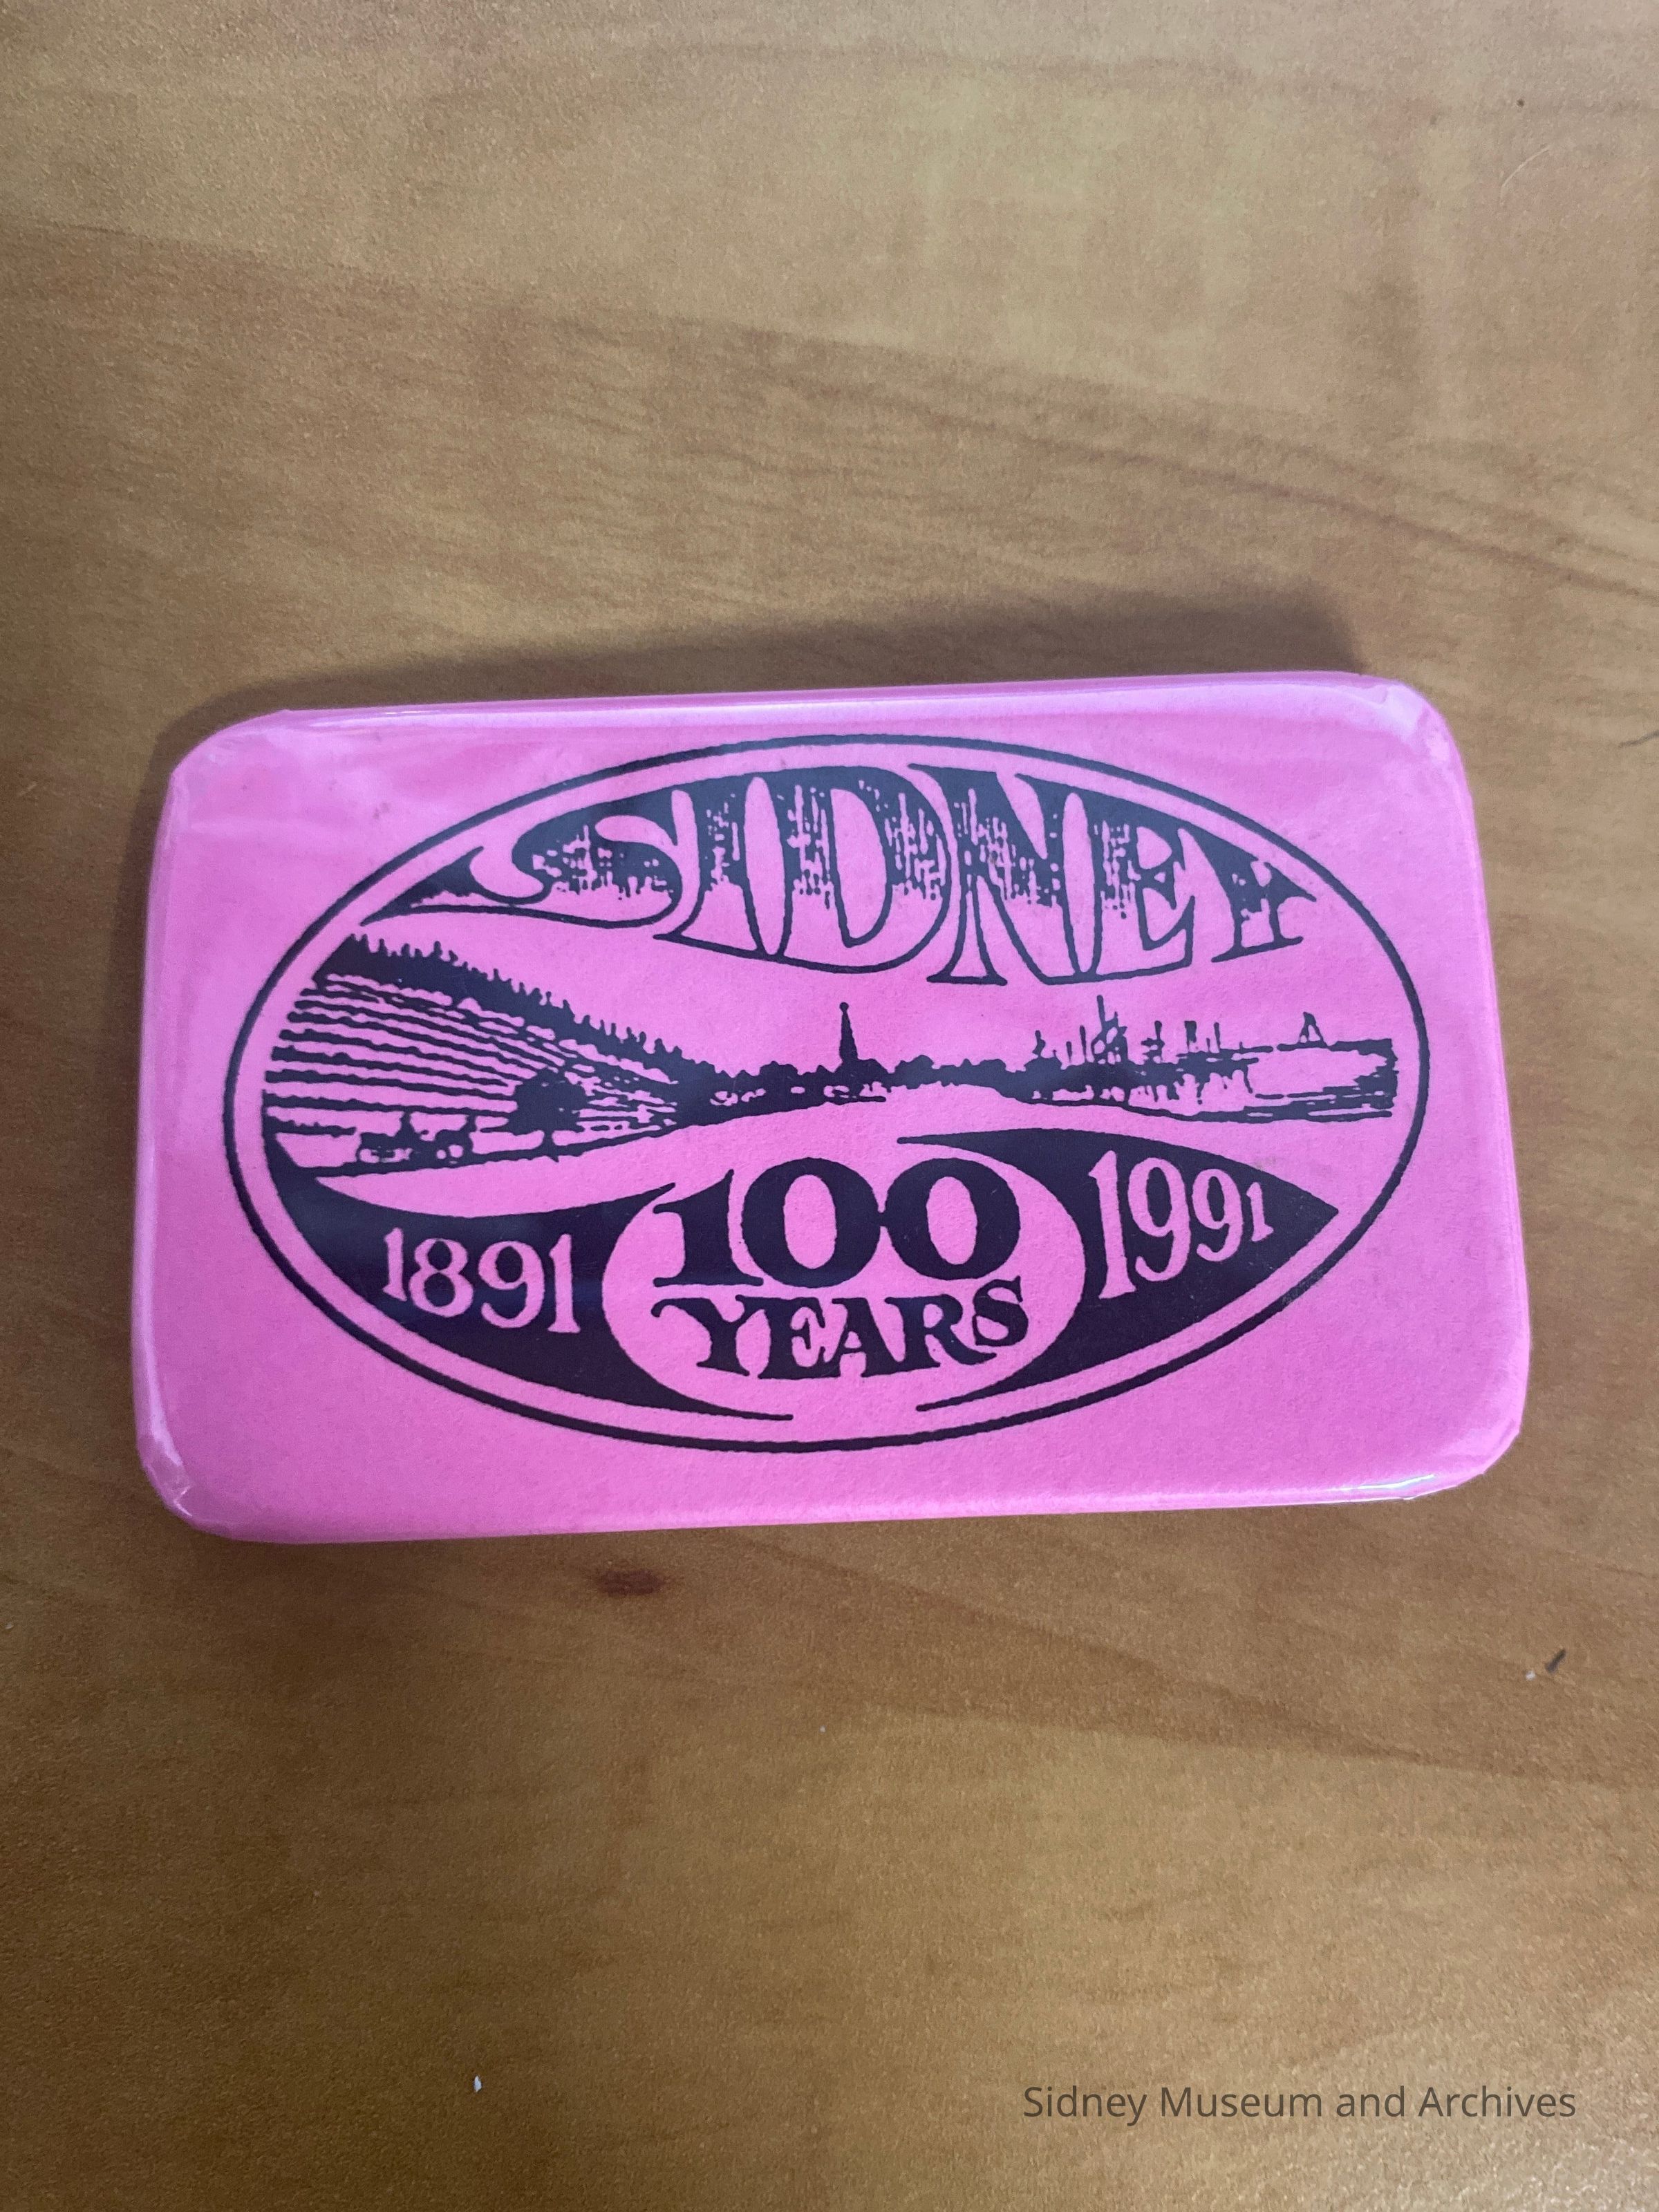 SIDNEY
1891
100
YEARS
1991
Sidney Museum and Archives